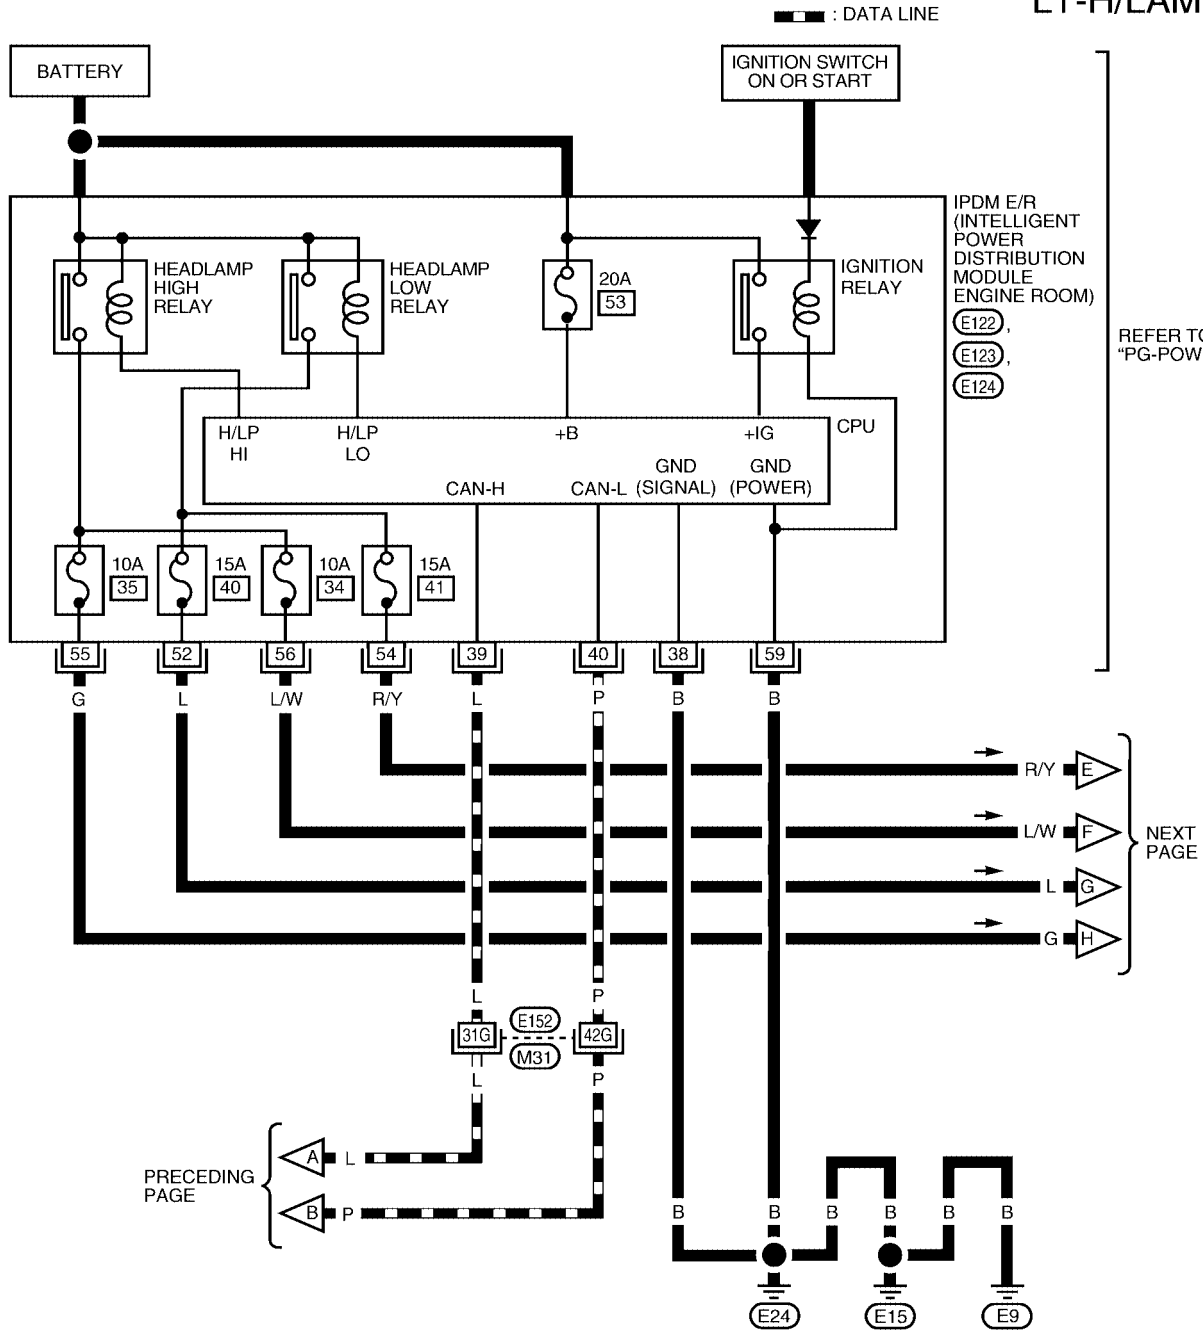 : DATA LINE
BATTERY
IGNITION SWITCH
ON OR START
IPDM E/R
(INTELLIGENT
POWER
DISTRIBUTION
MODULE
ENGINE ROOM)
E122 ,
E123 ,
E124
HEADLAMP
HIGH
RELAY
HEADLAMP
LOW
RELAY
20A
53
IGNITION
RELAY
REFER TO
"PG-POW
H/LP
HI
H/LP
LO
+B
+IG
CPU
CAN-H
CAN-L
GND
(SIGNAL)
GND
(POWER)
10A
35
15A
40
10A
34
15A
41
55 52 56 54 39 40 38 59
G L L/W R/Y L P B B
R/Y E
L/W F
L G
G H
NEXT
PAGE
L P
31G E152 42G
M31
L P
PRECEDING
PAGE
A L
B P
B B B B B B
E24 E15 E9